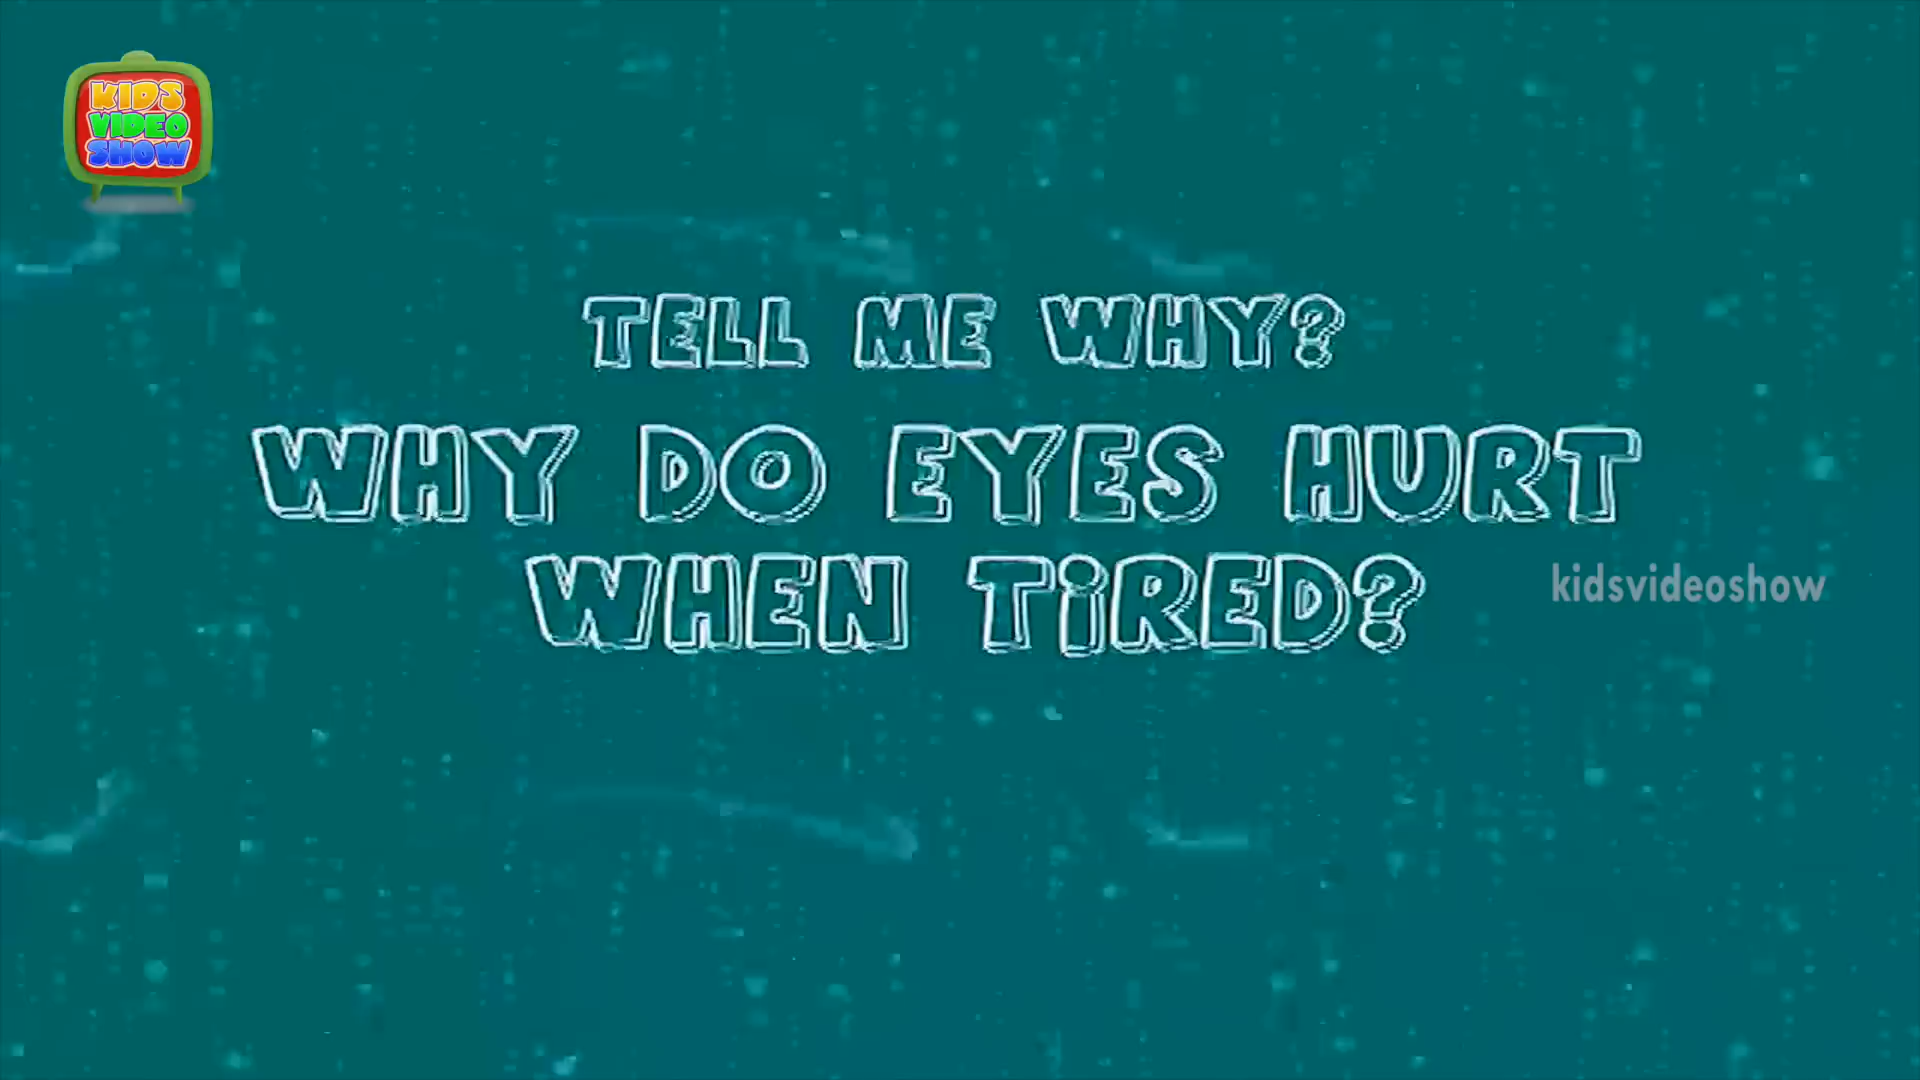 KIDS
VIDEO
SHOW
TELL ME WHY?
WHY DO EYES HURT
WHEN TiRED?
kidsvideoshow